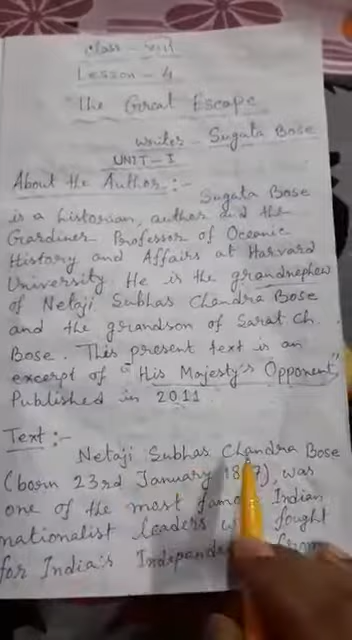 Class - VIII
Lesson - 4
The Great Escape
Writer - Sugata Bose
UNIT - I
About the Author :-
Sugata Bose
is a historian, author and the
Gardiner Professor of Oceanic
History and Affairs at Harvard
University. He is the grandnephew
of Netaji Subhas Chandra Bose
and the grandson of Sarat Ch.
Bose. This present text is an
excerpt of "His Majesty's Opponent",
Published in 2011.
Text :-
Netaji Subhas Chandra Bose
(born 23rd January 18 7), was
one of the most famous Indian
nationalist leaders fought
for India's from